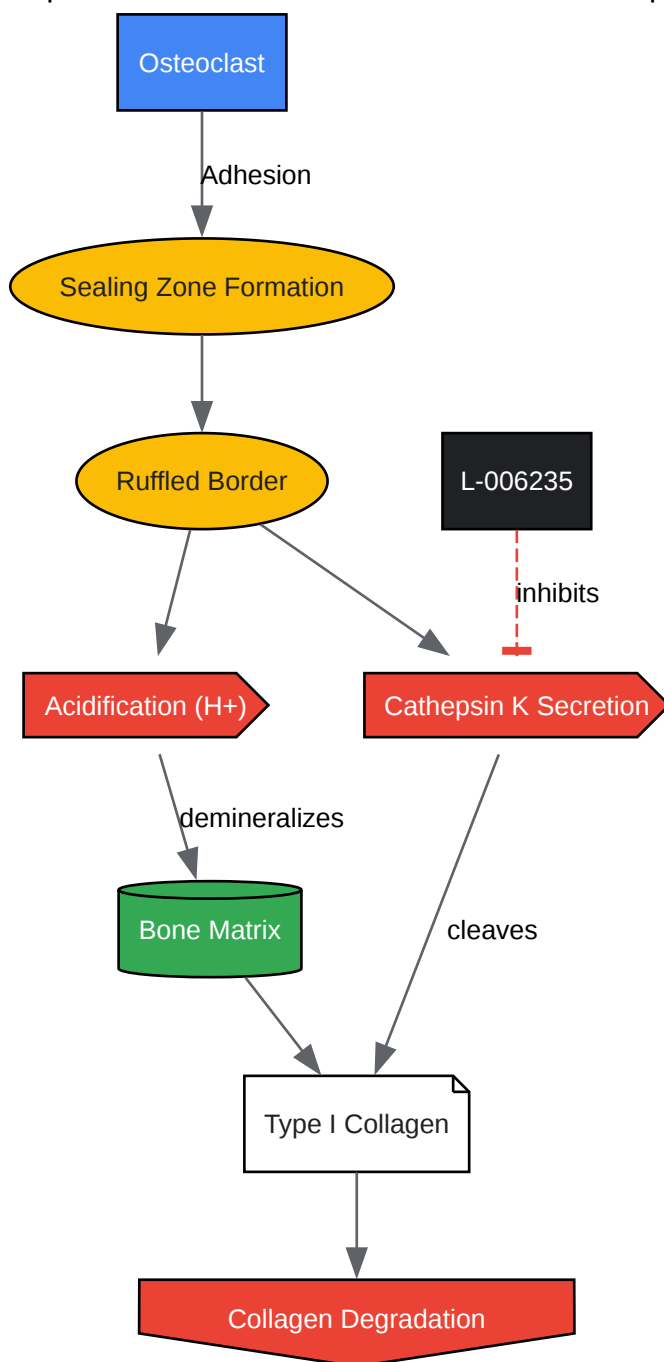 Osteoclast
Adhesion
Sealing Zone Formation
Ruffled Border
L-006235
inhibits
Acidification (H+)
Cathepsin K Secretion
demineralizes
Bone Matrix
cleaves
Type I Collagen
Collagen Degradation